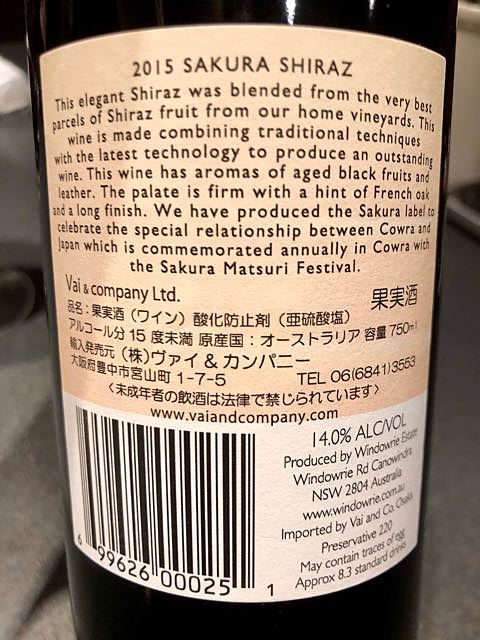 2015 SAKURA SHIRAZ
This elegant Shiraz was blended from the very best
parcels of Shiraz fruit from our home vineyards. This
wine is made combining traditional techniques
with the latest technology to produce an outstanding
wine. This wine has aromas of aged black fruits and
leather. The palate is firm with a hint of French oak
and a long finish. We have produced the Sakura label to
celebrate the special relationship between Cowra and
Japan which is commemorated annually in Cowra with
the Sakura Matsuri Festival.
Vai & company Ltd. 果実酒
品名：果実酒（ワイン）酸化防止剤（亜硫酸塩）
アルコール分 15 度未満 原産国：オーストラリア 容量 750ml
輸入発売元（株）ヴァイ & カンパニー
大阪府豊中市宮山町 1-7-5 TEL 06(6841)3553
〈未成年者の飲酒は法律で禁じられています〉
www.vaiandcompany.com
14.0% ALC/VOL
Produced by Windowrie Estate
Windowrie Rd Canowindra
NSW 2804 Australia
www.windowrie.com.au
Imported by Vai and Co. Osaka
Preservative 220
May contain traces of egg
Approx 8.3 standard drinks
6 99626 00025 1